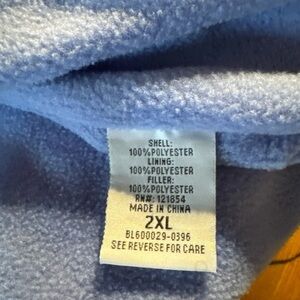 SHELL:
100%POLYESTER
LINING:
100%POLYESTER
FILLER:
100%POLYESTER
RN#: 121854
MADE IN CHINA
2XL
BL600029-0396
SEE REVERSE FOR CARE